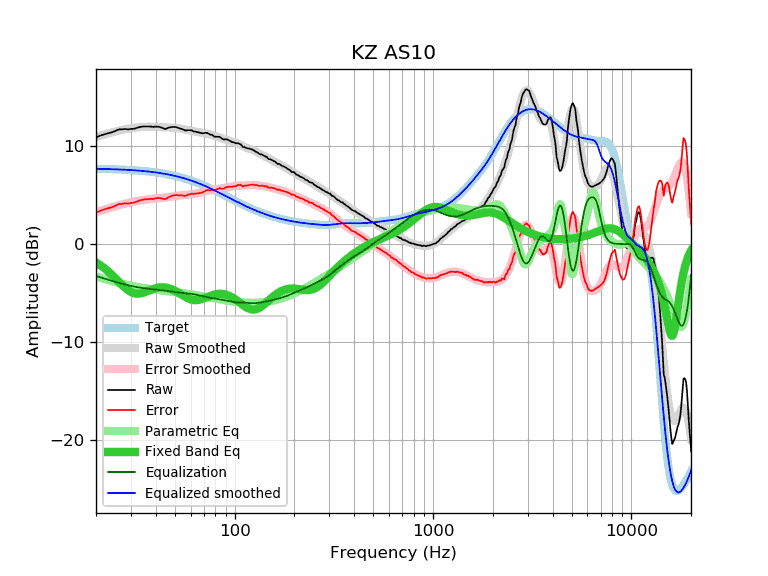 KZ AS10
Amplitude (dBr)
10
0
−10
−20
Target
Raw Smoothed
Error Smoothed
Raw
Error
Parametric Eq
Fixed Band Eq
Equalization
Equalized smoothed
100
1000
10000
Frequency (Hz)